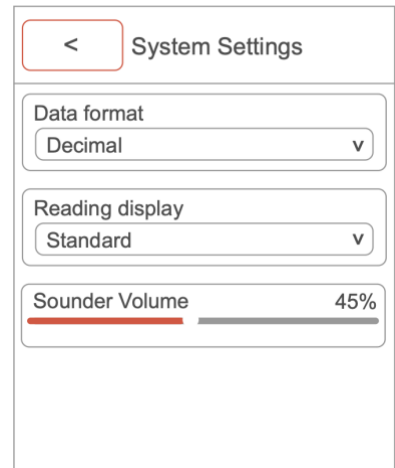 < System Settings
Data format
Decimal v
Reading display
Standard v
Sounder Volume 45%